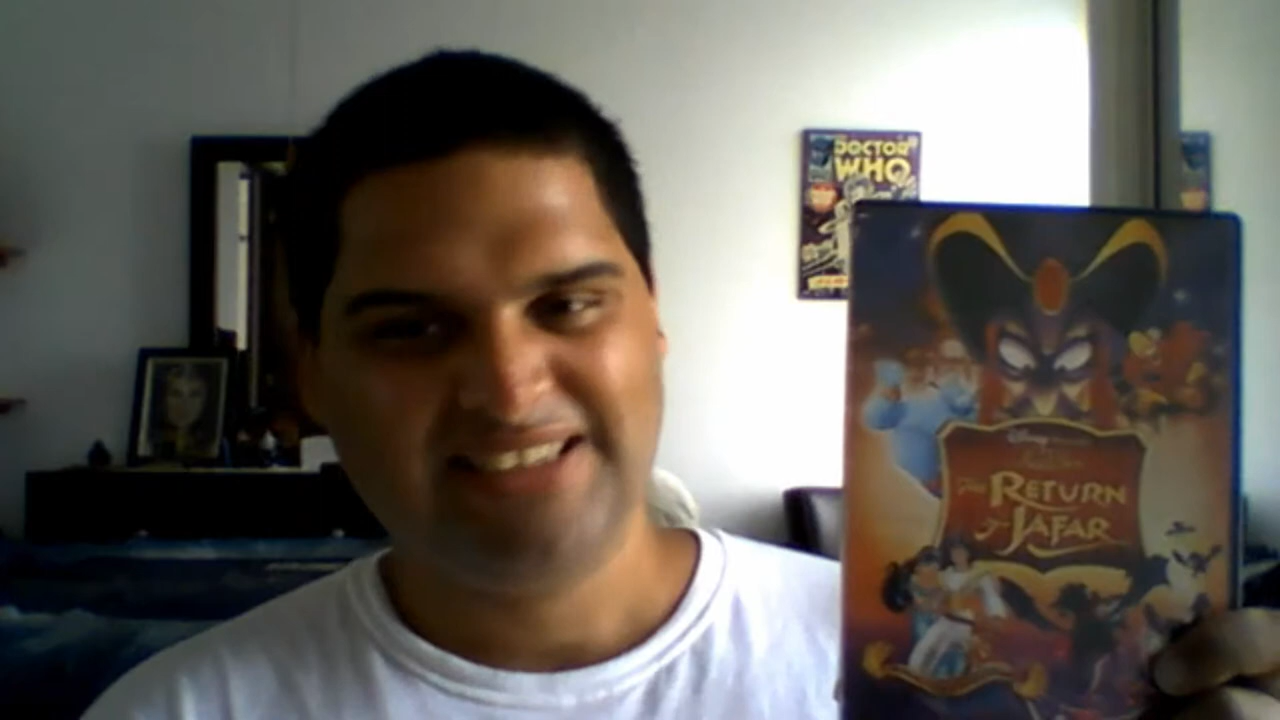 DOCTOR
WHO
Disney
THE RETURN
OF JAFAR